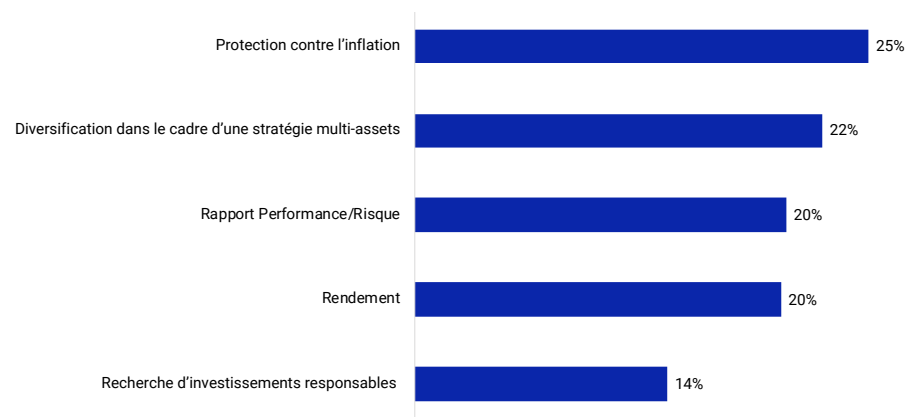 Protection contre l’inflation 25%
Diversification dans le cadre d’une stratégie multi-assets 22%
Rapport Performance/Risque 20%
Rendement 20%
Recherche d’investissements responsables 14%